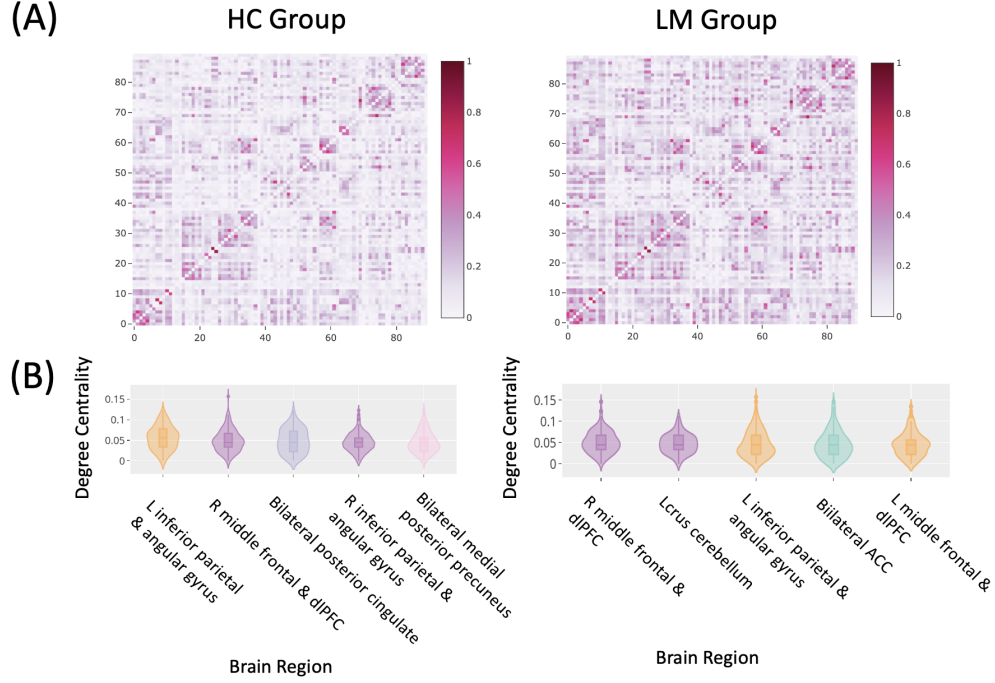 (A)
HC Group
LM Group
80
70
60
50
40
30
20
10
0
0
20
40
60
80
1
0.8
0.6
0.4
0.2
0
80
70
60
50
40
30
20
10
0
0
20
40
60
80
1
0.8
0.6
0.4
0.2
0
(B)
Degree Centrality
0.15
0.1
0.05
0
L inferior parietal
& angular gyrus
R middle frontal & dlPFC
Bilateral posterior cingulate
R inferior parietal &
angular gyrus
Bilateral medial
posterior precuneus
Brain Region
Degree Centrality
0.15
0.1
0.05
0
R middle frontal &
dlPFC
Lcrus cerebellum
L inferior parietal &
angular gyrus
Biilateral ACC
L middle frontal &
dlPFC
Brain Region